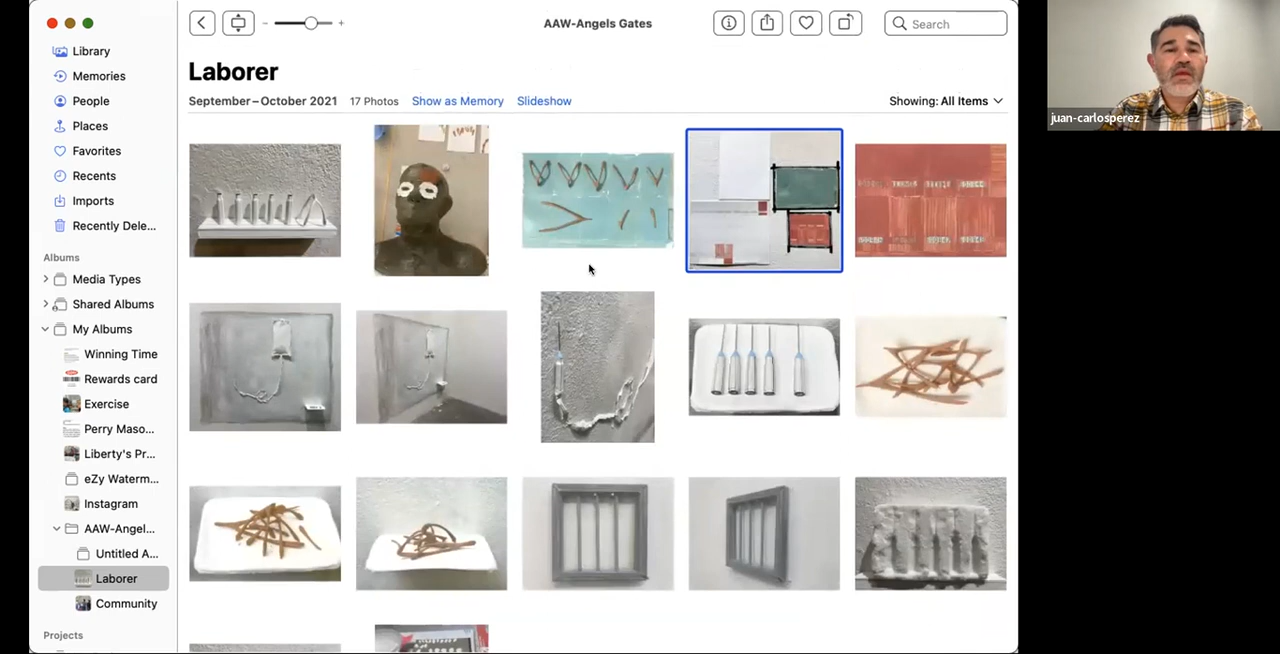 AAW-Angels Gates
Search
Library
Memories
People
Places
Favorites
Recents
Imports
Recently Dele...
Albums
Media Types
Shared Albums
My Albums
Winning Time
Rewards card
Exercise
Perry Maso...
Liberty's Pr...
eZy Waterm...
Instagram
AAW-Angel...
Untitled A...
Laborer
Community
Projects
Laborer
September–October 2021 17 Photos Show as Memory Slideshow
Showing: All Items
juan-carlosperez